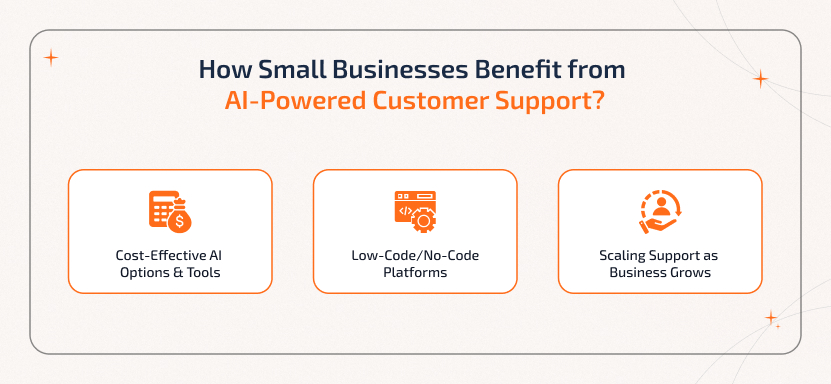 How Small Businesses Benefit from
AI-Powered Customer Support?
Cost-Effective AI
Options & Tools
Low-Code/No-Code
Platforms
Scaling Support as
Business Grows